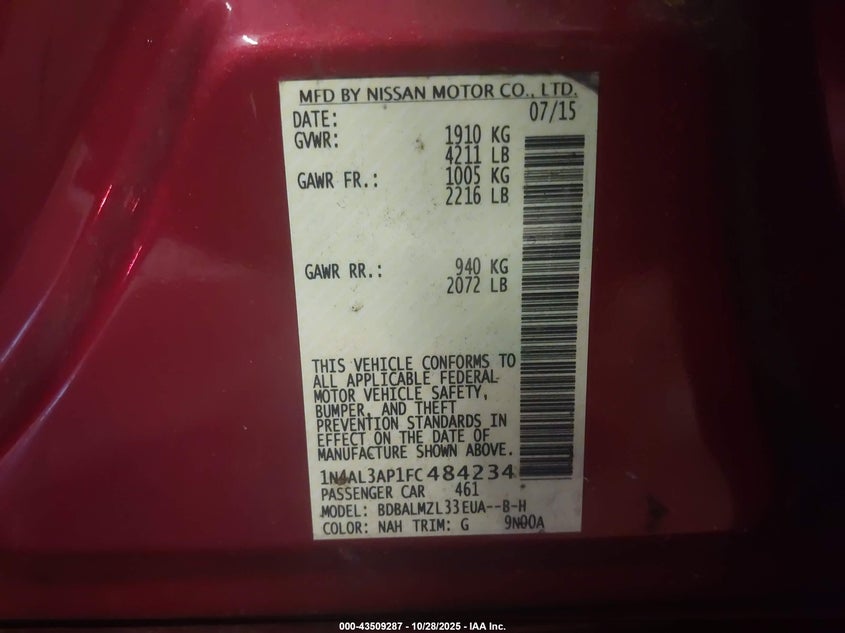 MFD BY NISSAN MOTOR CO., LTD.
DATE: 07/15
GVWR: 1910 KG
4211 LB
GAWR FR.: 1005 KG
2216 LB
GAWR RR.: 940 KG
2072 LB
THIS VEHICLE CONFORMS TO
ALL APPLICABLE FEDERAL
MOTOR VEHICLE SAFETY,
BUMPER, AND THEFT
PREVENTION STANDARDS IN
EFFECT ON THE DATE OF
MANUFACTURE SHOWN ABOVE.
1N4AL3AP1FC484234
PASSENGER CAR 461
MODEL: BDBALMZL33EUA--B-H
COLOR: NAH TRIM: G 9N00A
000-43509287 - 10/28/2025 - IAA Inc.